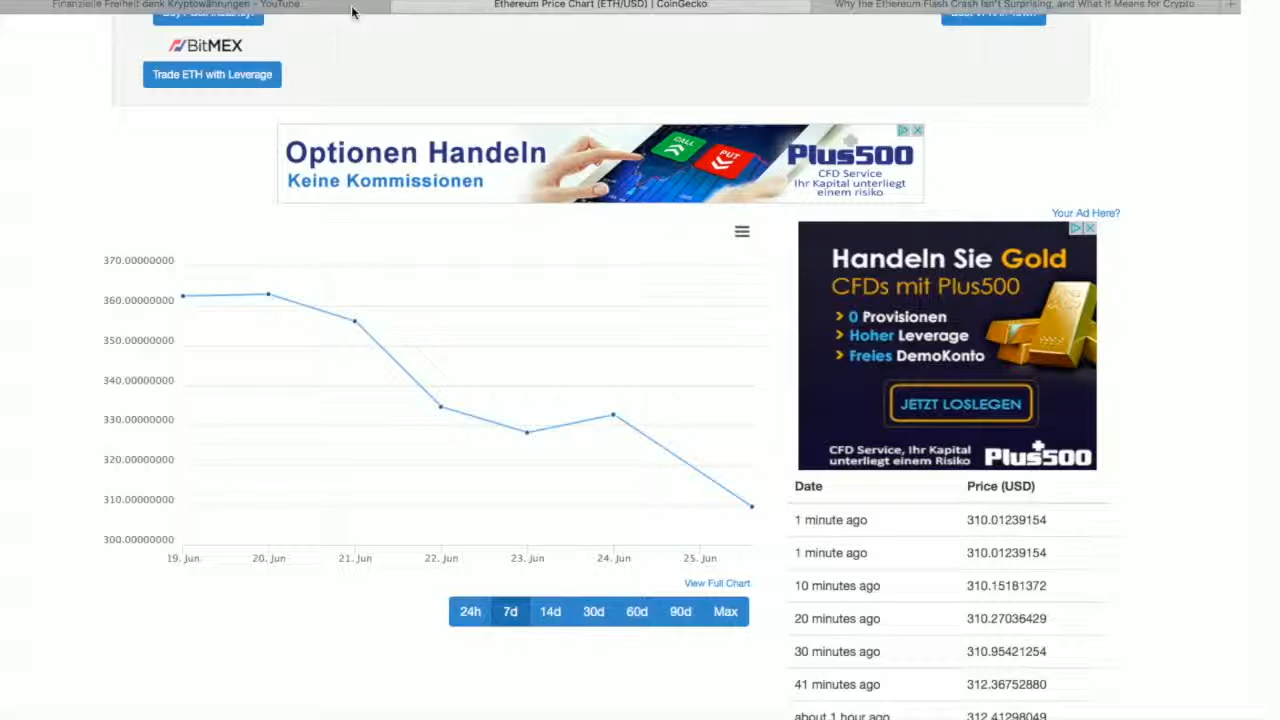 Finanzielle Freiheit dank Kryptowährungen - YouTube
Ethereum Price Chart (ETH/USD) | CoinGecko
Why the Ethereum Flash Crash Isn't Surprising, and What It Means for Crypto
BitMEX
Trade ETH with Leverage
Optionen Handeln
Keine Kommissionen
CALL
PUT
Plus500
CFD Service
Ihr Kapital unterliegt
einem risiko
Your Ad Here?
Handeln Sie Gold
CFDs mit Plus500
> 0 Provisionen
> Hoher Leverage
> Freies DemoKonto
JETZT LOSLEGEN
CFD Service, Ihr Kapital
unterliegt einem Risiko
Plus500
370.00000000
360.00000000
350.00000000
340.00000000
330.00000000
320.00000000
310.00000000
300.00000000
19. Jun
20. Jun
21. Jun
22. Jun
23. Jun
24. Jun
25. Jun
View Full Chart
24h 7d 14d 30d 60d 90d Max
Date Price (USD)
1 minute ago 310.01239154
1 minute ago 310.01239154
10 minutes ago 310.15181372
20 minutes ago 310.27036429
30 minutes ago 310.95421254
41 minutes ago 312.36752880
about 1 hour ago 312.41298049